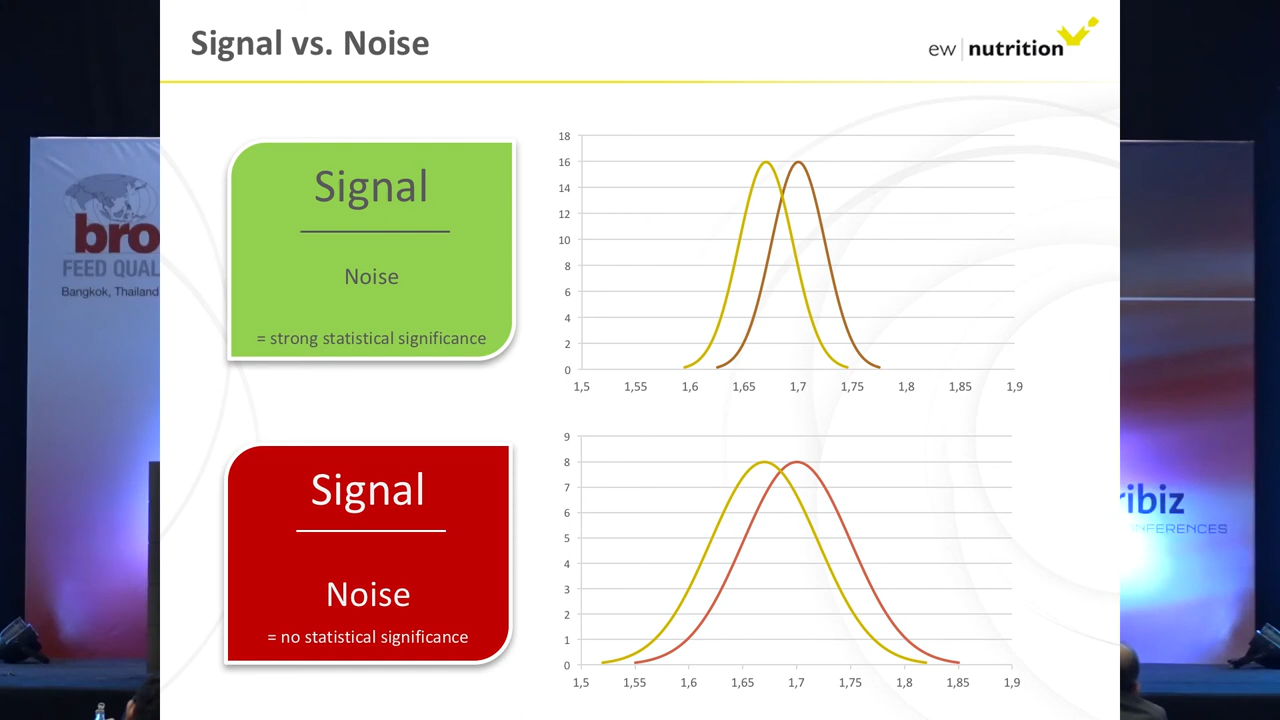 Signal vs. Noise
ew nutrition
Signal
Noise
= strong statistical significance
18
16
14
12
10
8
6
4
2
0
1,5 1,55 1,6 1,65 1,7 1,75 1,8 1,85 1,9
Signal
Noise
= no statistical significance
9
8
7
6
5
4
3
2
1
0
1,5 1,55 1,6 1,65 1,7 1,75 1,8 1,85 1,9
bro
FEED QUAL
Bangkok, Thailand
ribiz
NFERENCES